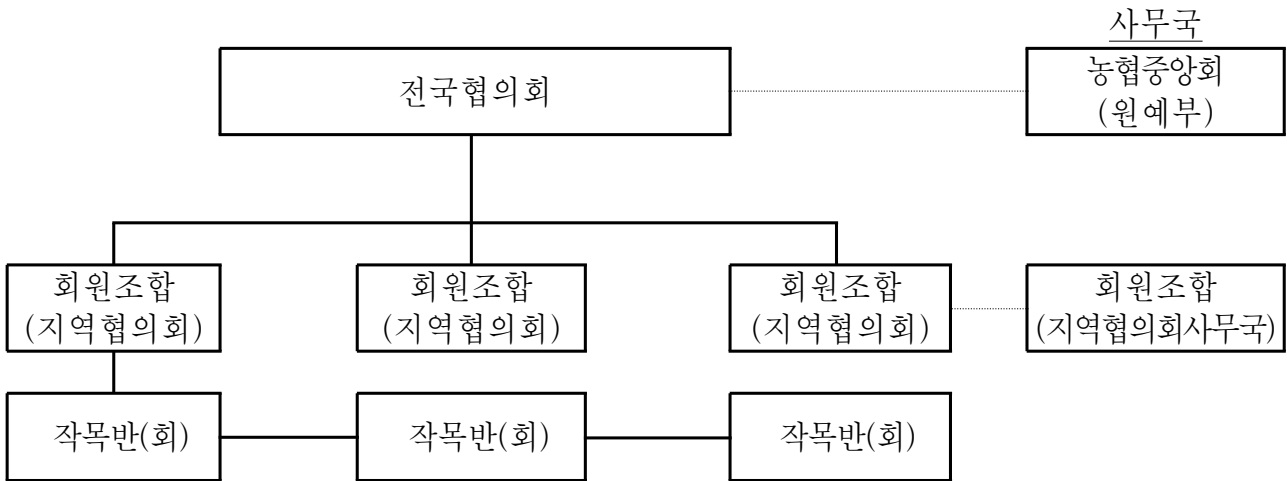 사무국
전국협의회
농협중앙회
(원예부)
회원조합
(지역협의회)
회원조합
(지역협의회)
회원조합
(지역협의회)
회원조합
(지역협의회사무국)
작목반(회)
작목반(회)
작목반(회)